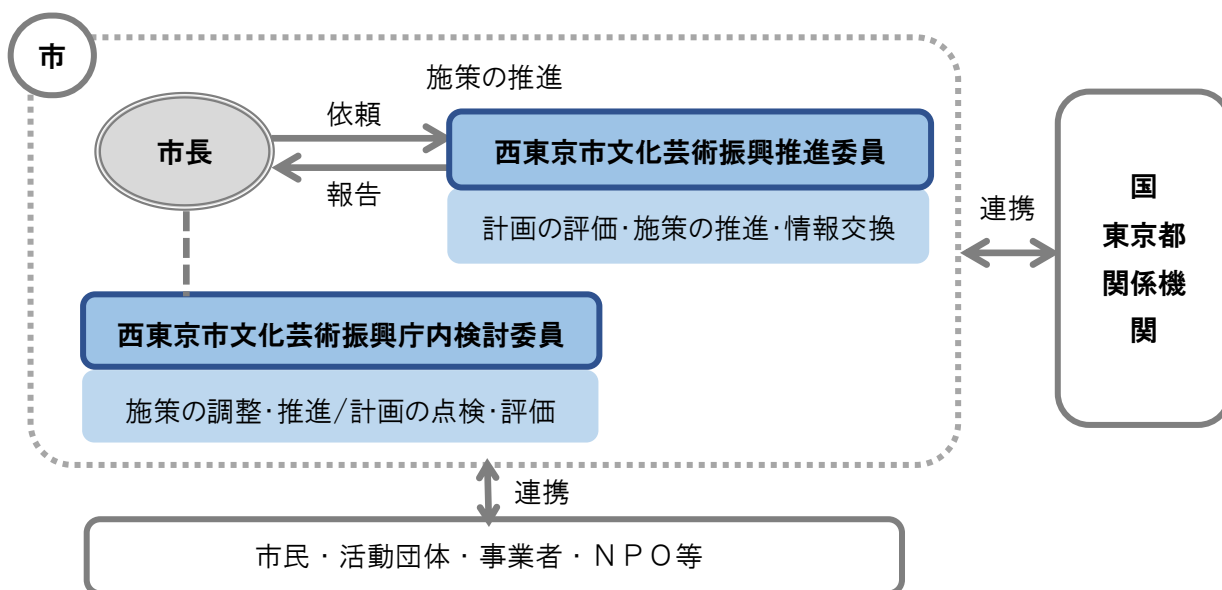 市
施策の推進
依頼
市長
西東京市文化芸術振興推進委員
報告
計画の評価・施策の推進・情報交換
連携
国
東京都
関係機
関
西東京市文化芸術振興庁内検討委員
施策の調整・推進/計画の点検・評価
連携
市民・活動団体・事業者・ＮＰＯ等